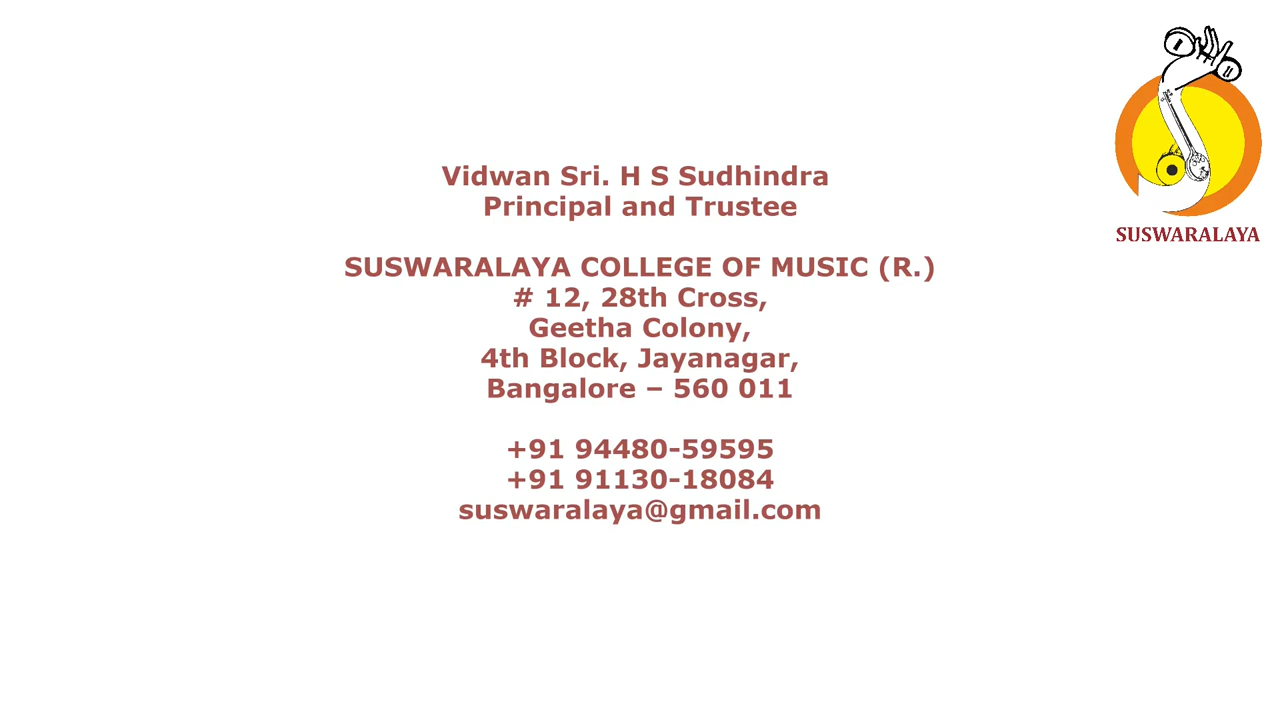 Vidwan Sri. H S Sudhindra
Principal and Trustee
SUSWARALAYA COLLEGE OF MUSIC (R.)
# 12, 28th Cross,
Geetha Colony,
4th Block, Jayanagar,
Bangalore – 560 011
+91 94480-59595
+91 91130-18084
suswaralaya@gmail.com
SUSWARALAYA